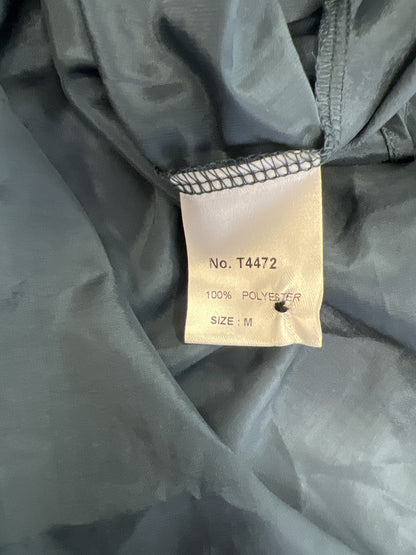 No. T4472
100% POLYESTER
SIZE : M